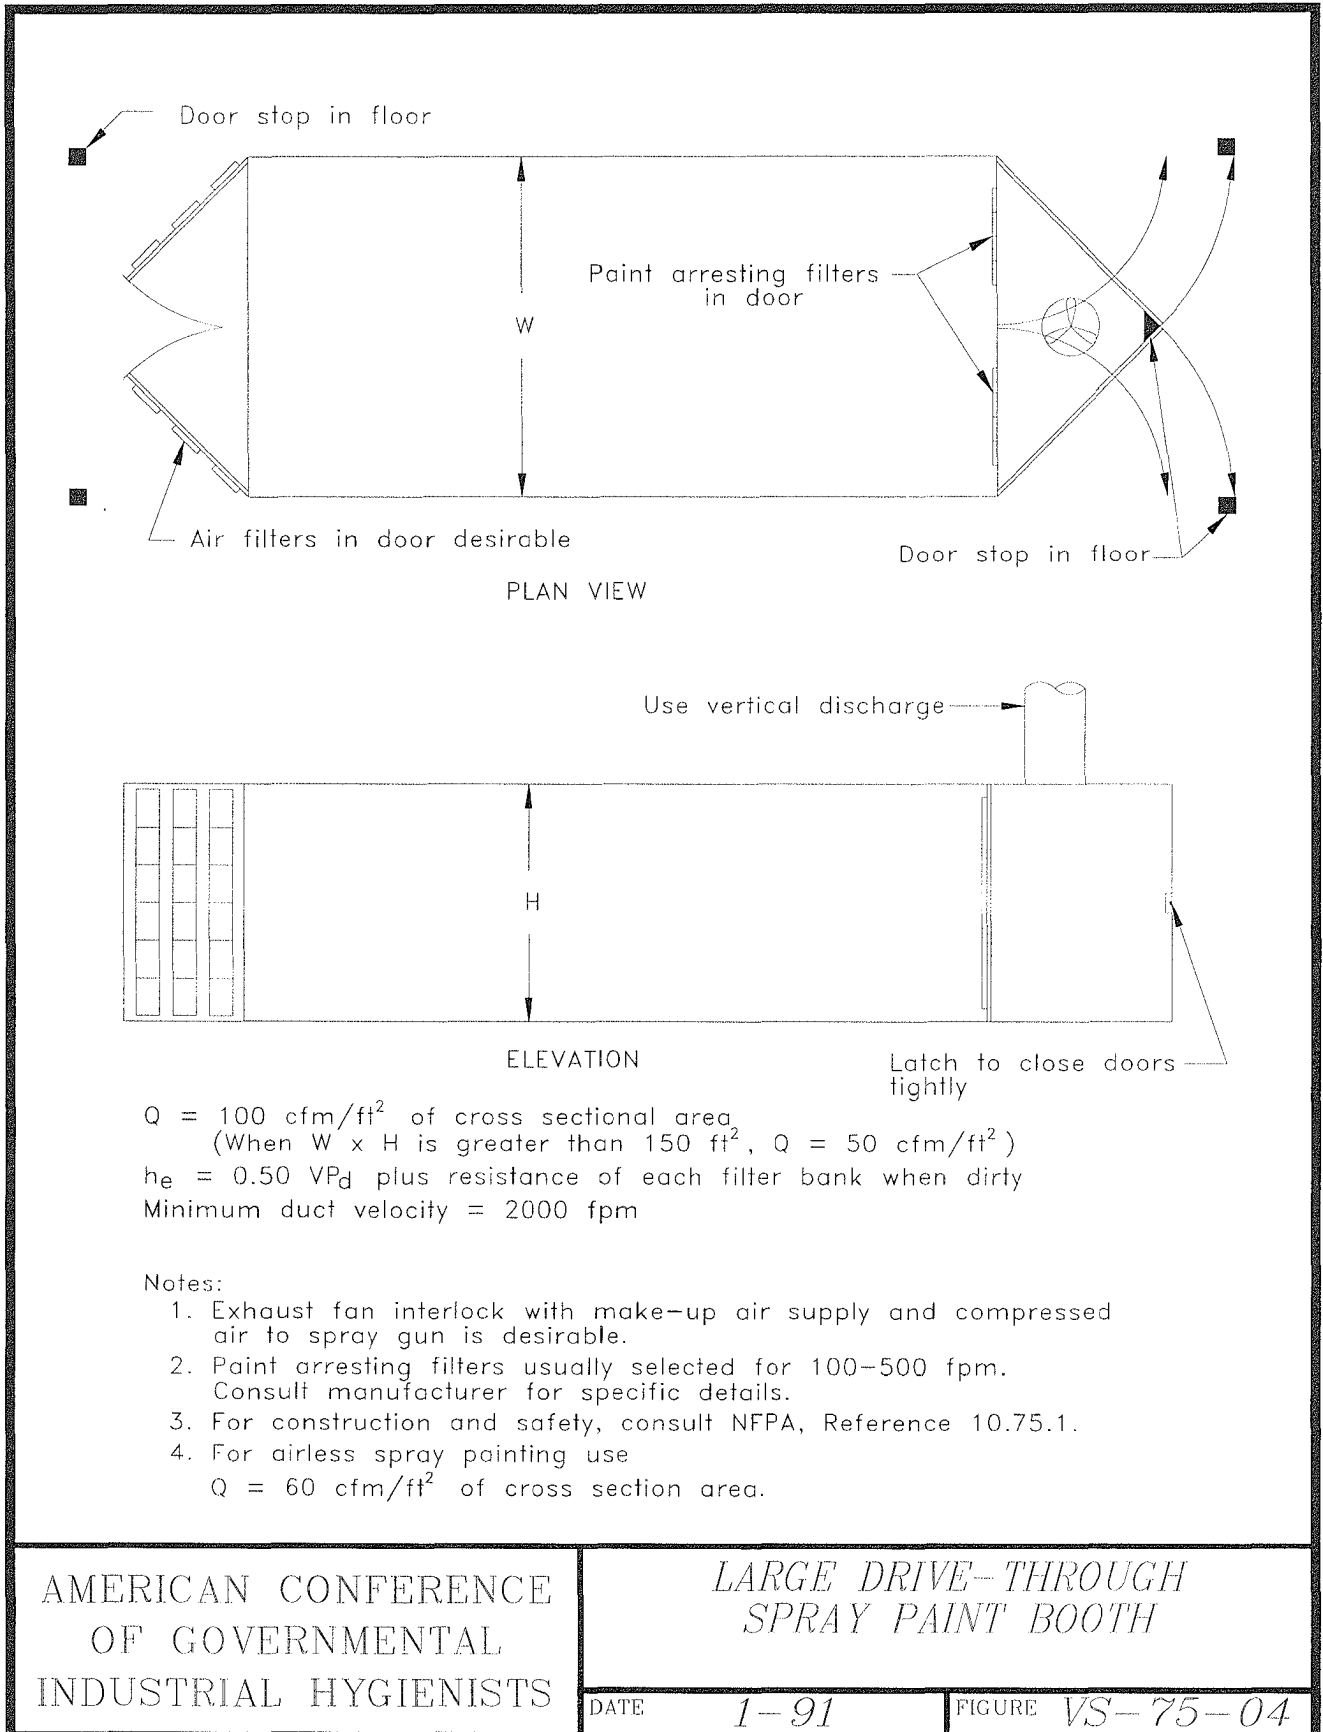 Door stop in floor
Paint arresting filters
in door
W
Air filters in door desirable
Door stop in floor
PLAN VIEW
Use vertical discharge
H
ELEVATION
Latch to close doors
tightly
Q = 100 cfm/ft² of cross sectional area
(When W x H is greater than 150 ft², Q = 50 cfm/ft²)
hₑ = 0.50 VPd plus resistance of each filter bank when dirty
Minimum duct velocity = 2000 fpm
Notes:
1. Exhaust fan interlock with make-up air supply and compressed
air to spray gun is desirable.
2. Paint arresting filters usually selected for 100-500 fpm.
Consult manufacturer for specific details.
3. For construction and safety, consult NFPA, Reference 10.75.1.
4. For airless spray painting use
Q = 60 cfm/ft² of cross section area.
AMERICAN CONFERENCE
OF GOVERNMENTAL
INDUSTRIAL HYGIENISTS
LARGE DRIVE-THROUGH
SPRAY PAINT BOOTH
DATE 1-91
FIGURE VS-75-04